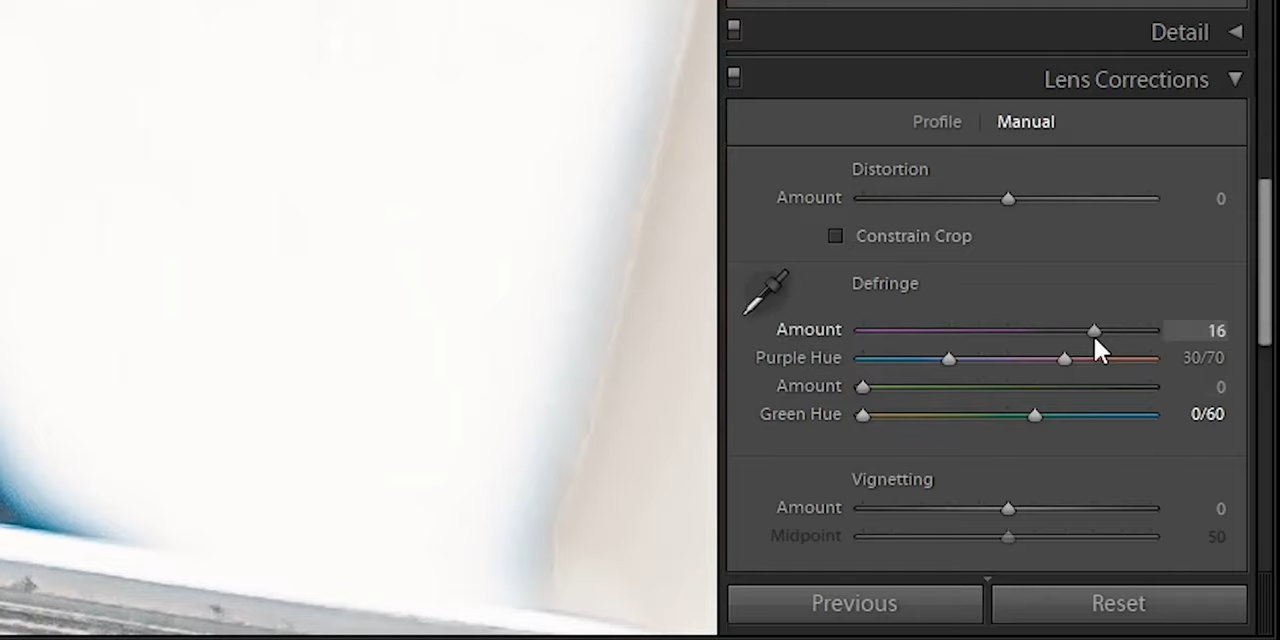 Detail
Lens Corrections
Profile | Manual
Distortion
Amount 0
Constrain Crop
Defringe
Amount 16
Purple Hue 30/70
Amount 0
Green Hue 0/60
Vignetting
Amount 0
Midpoint 50
Previous Reset